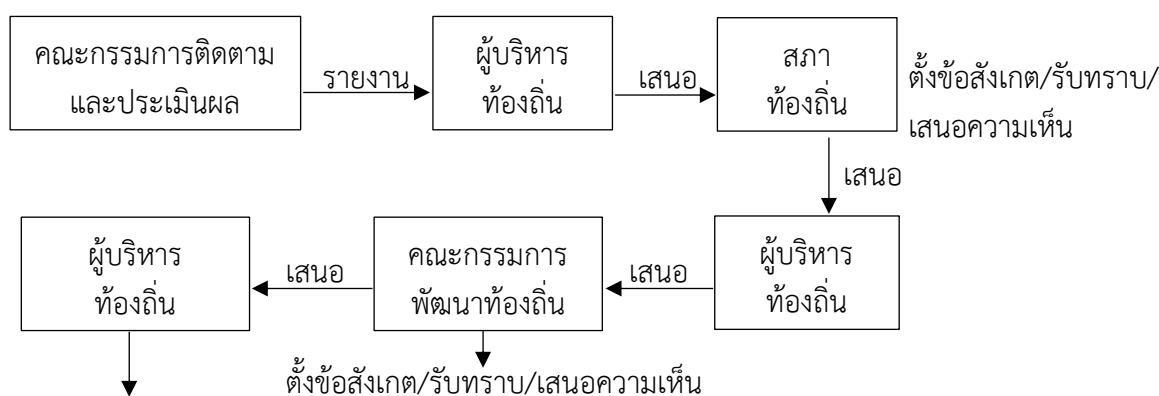 คณะกรรมการติดตาม
และประเมินผล
รายงาน
ผู้บริหาร
ท้องถิ่น
เสนอ
สภา
ท้องถิ่น
ตั้งข้อสังเกต/รับทราบ/
เสนอความเห็น
เสนอ
ผู้บริหาร
ท้องถิ่น
เสนอ
คณะกรรมการ
พัฒนาท้องถิ่น
เสนอ
ผู้บริหาร
ท้องถิ่น
ตั้งข้อสังเกต/รับทราบ/เสนอความเห็น